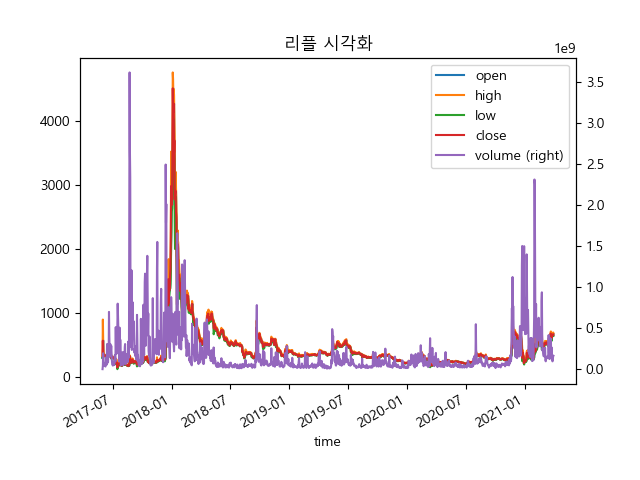 리플 시각화
1e9
open
high
low
close
volume (right)
4000
3000
2000
1000
0
3.5
3.0
2.5
2.0
1.5
1.0
0.5
0.0
2017-07
2018-01
2018-07
2019-01
2019-07
2020-01
2020-07
2021-01
time